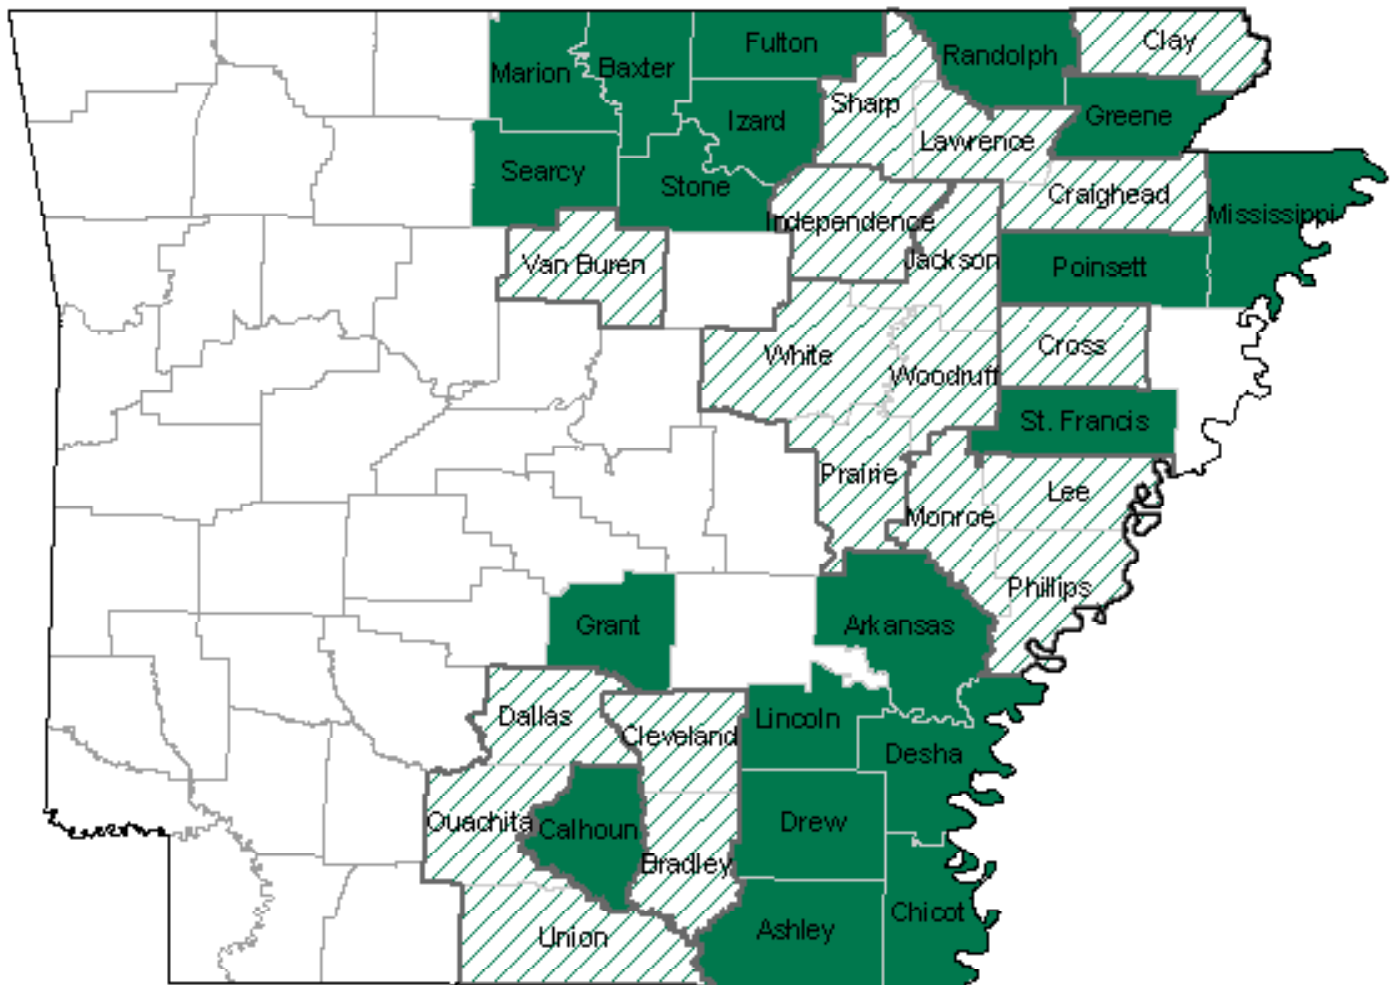 Fulton
Clay
Marion
Baxter
Randolph
Sharp
Izard
Greene
Lawrence
Searcy
Stone
Craighead
Independence
Mississippi
Van Buren
Jackson
Poinsett
White
Cross
Woodruff
St. Francis
Prairie
Lee
Monroe
Phillips
Grant
Arkansas
Dallas
Lincoln
Cleveland
Desha
Ouachita
Calhoun
Drew
Bradley
Chicot
Union
Ashley